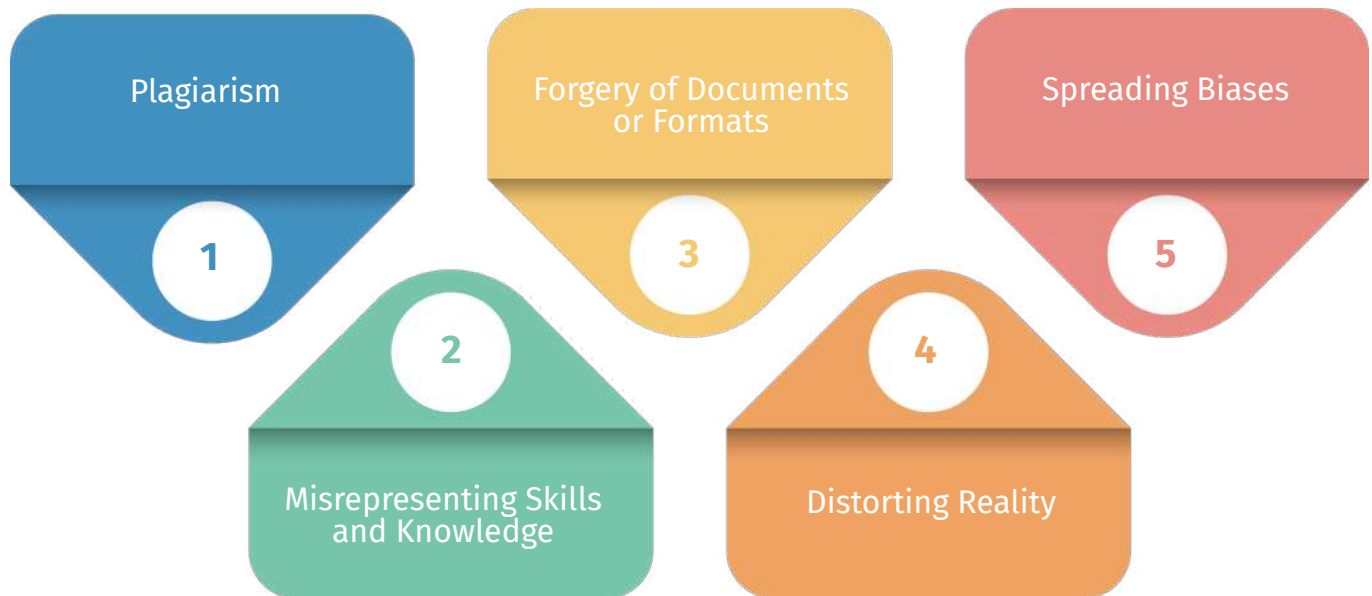 Plagiarism
1
2
Misrepresenting Skills
and Knowledge
Forgery of Documents
or Formats
3
4
Distorting Reality
Spreading Biases
5